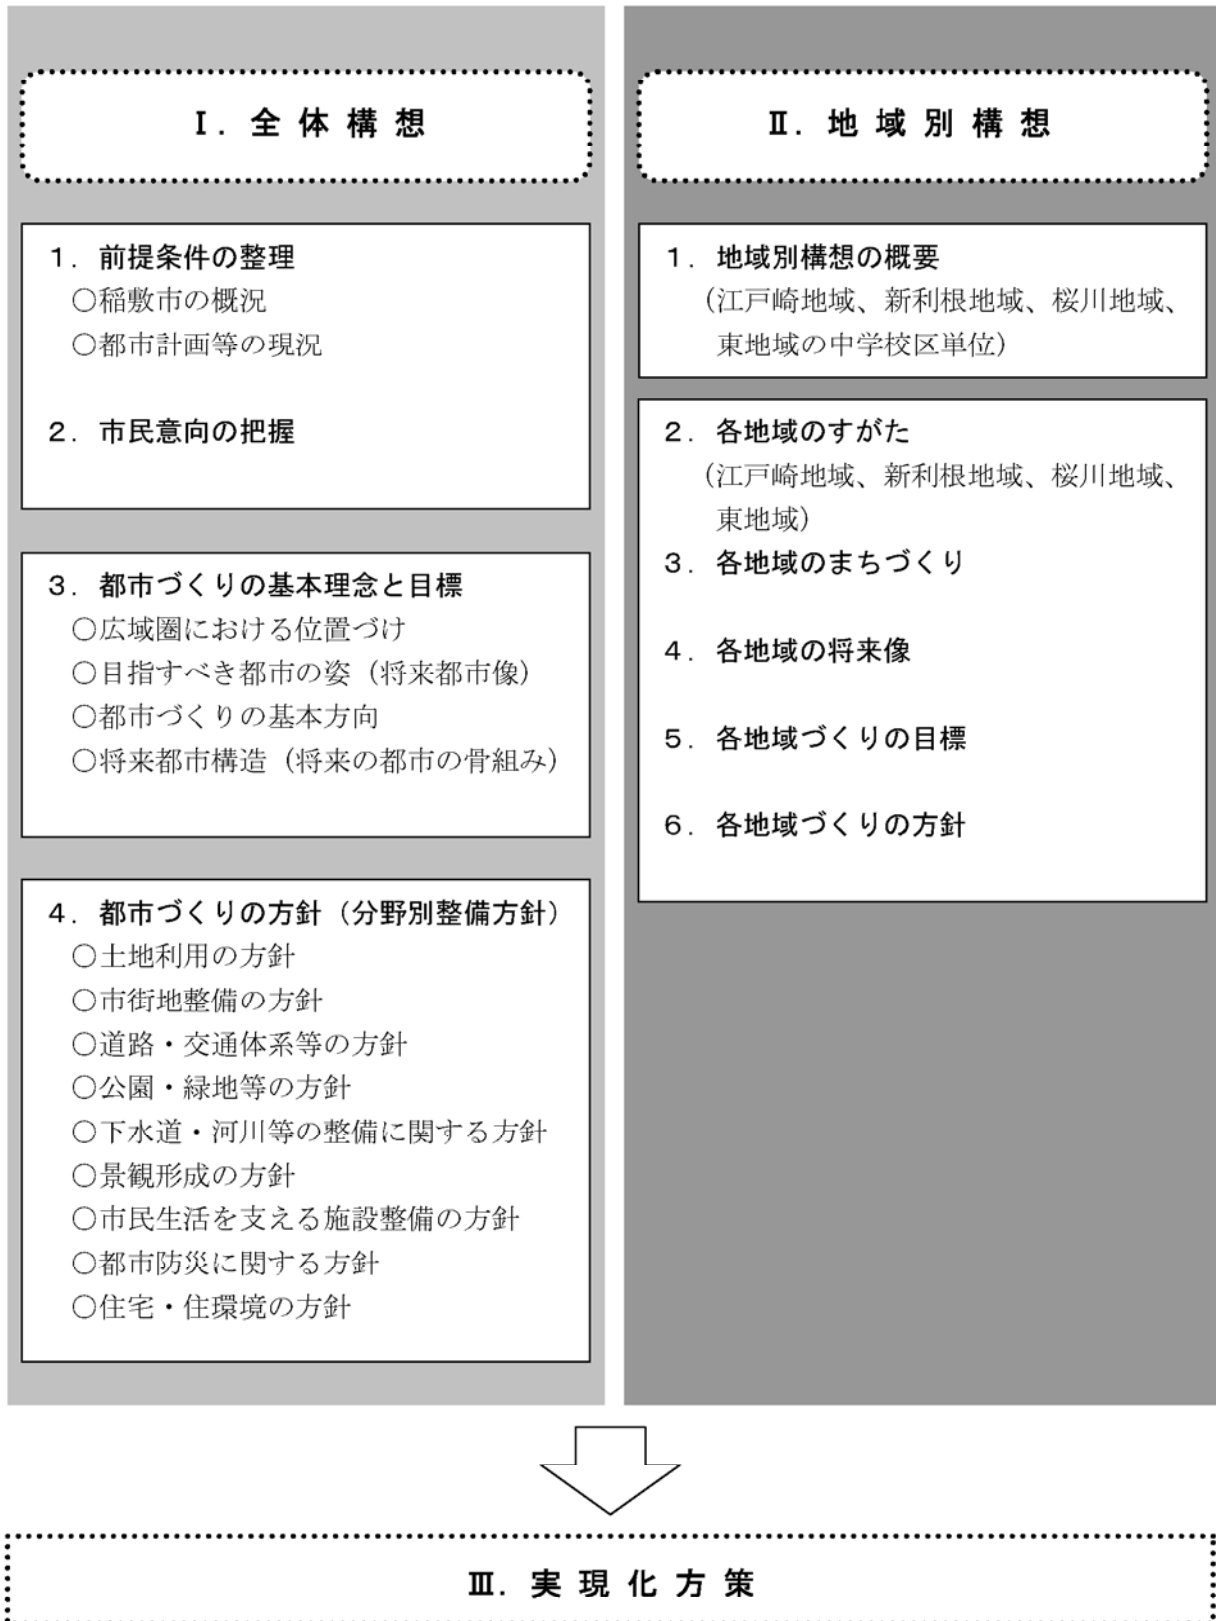 Ⅰ. 全体構想
1. 前提条件の整理
○稲敷市の概況
○都市計画等の現況
2. 市民意向の把握
3. 都市づくりの基本理念と目標
○広域圏における位置づけ
○目指すべき都市の姿（将来都市像）
○都市づくりの基本方向
○将来都市構造（将来の都市の骨組み）
4. 都市づくりの方針（分野別整備方針）
○土地利用の方針
○市街地整備の方針
○道路・交通体系等の方針
○公園・緑地等の方針
○下水道・河川等の整備に関する方針
○景観形成の方針
○市民生活を支える施設整備の方針
○都市防災に関する方針
○住宅・住環境の方針
Ⅱ. 地域別構想
1. 地域別構想の概要
（江戸崎地域、新利根地域、桜川地域、
東地域の中学校区単位）
2. 各地域のすがた
（江戸崎地域、新利根地域、桜川地域、
東地域）
3. 各地域のまちづくり
4. 各地域の将来像
5. 各地域づくりの目標
6. 各地域づくりの方針
Ⅲ. 実現化方策